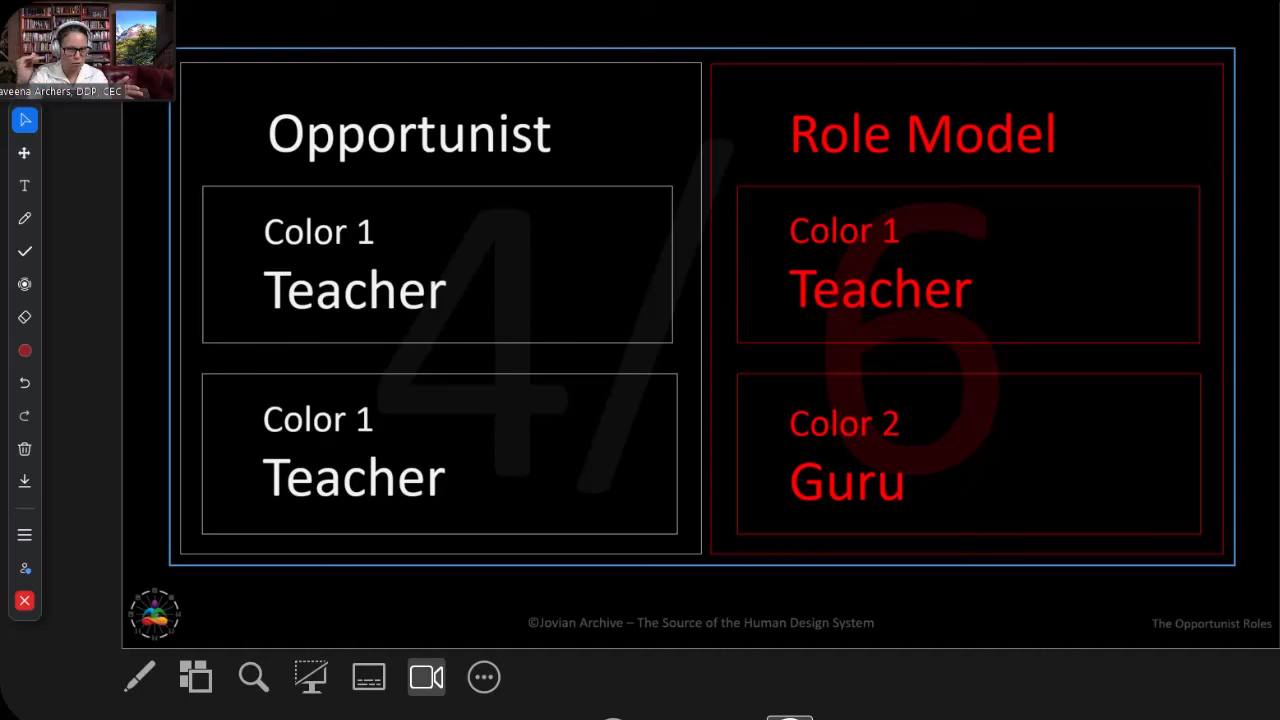 aveena Archers, DDP, CEC
Opportunist
Color 1
Teacher
Color 1
Teacher
Role Model
Color 1
Teacher
Color 2
Guru
4/6
©Jovian Archive – The Source of the Human Design System
The Opportunist Roles